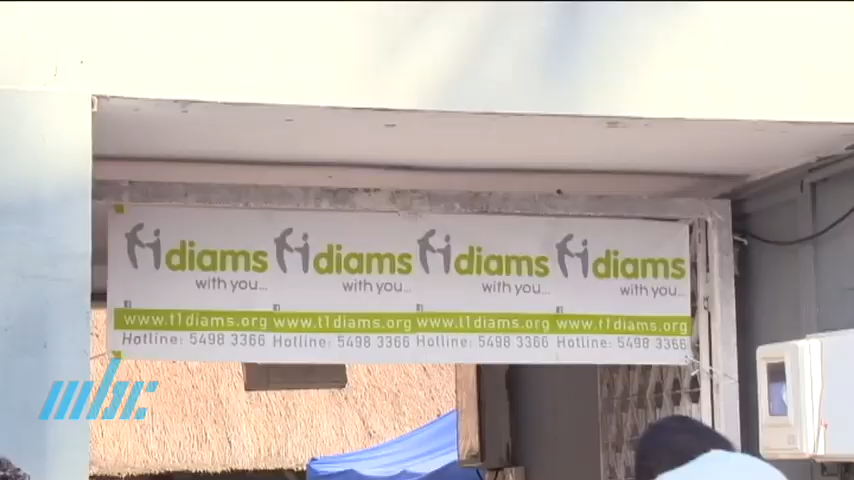 diams diams diams diams
with you... with you... with you... with you...
www.t1diams.org www.t1diams.org www.t1diams.org www.t1diams.org
Hotline: 5498 3366 Hotline: 5498 3366 Hotline: 5498 3366 Hotline: 5498 3366
mbc